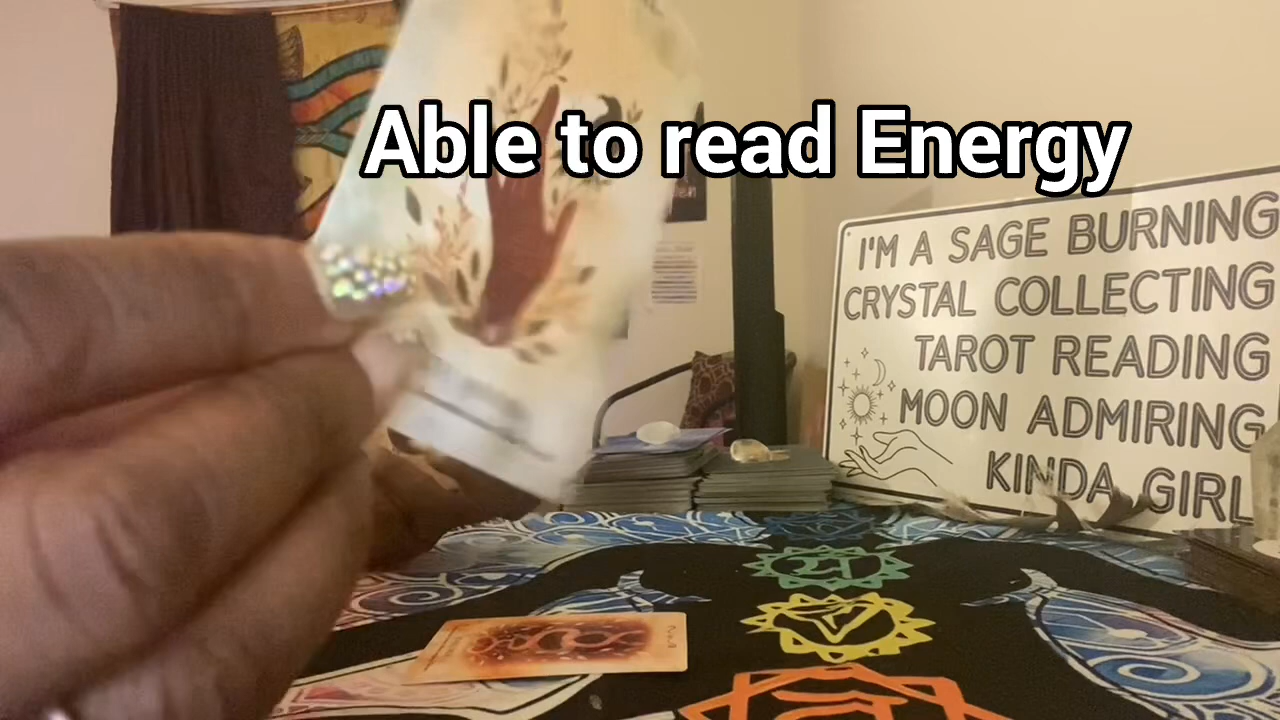 Able to read Energy
I'M A SAGE BURNING
CRYSTAL COLLECTING
TAROT READING
MOON ADMIRING
KINDA GIRL